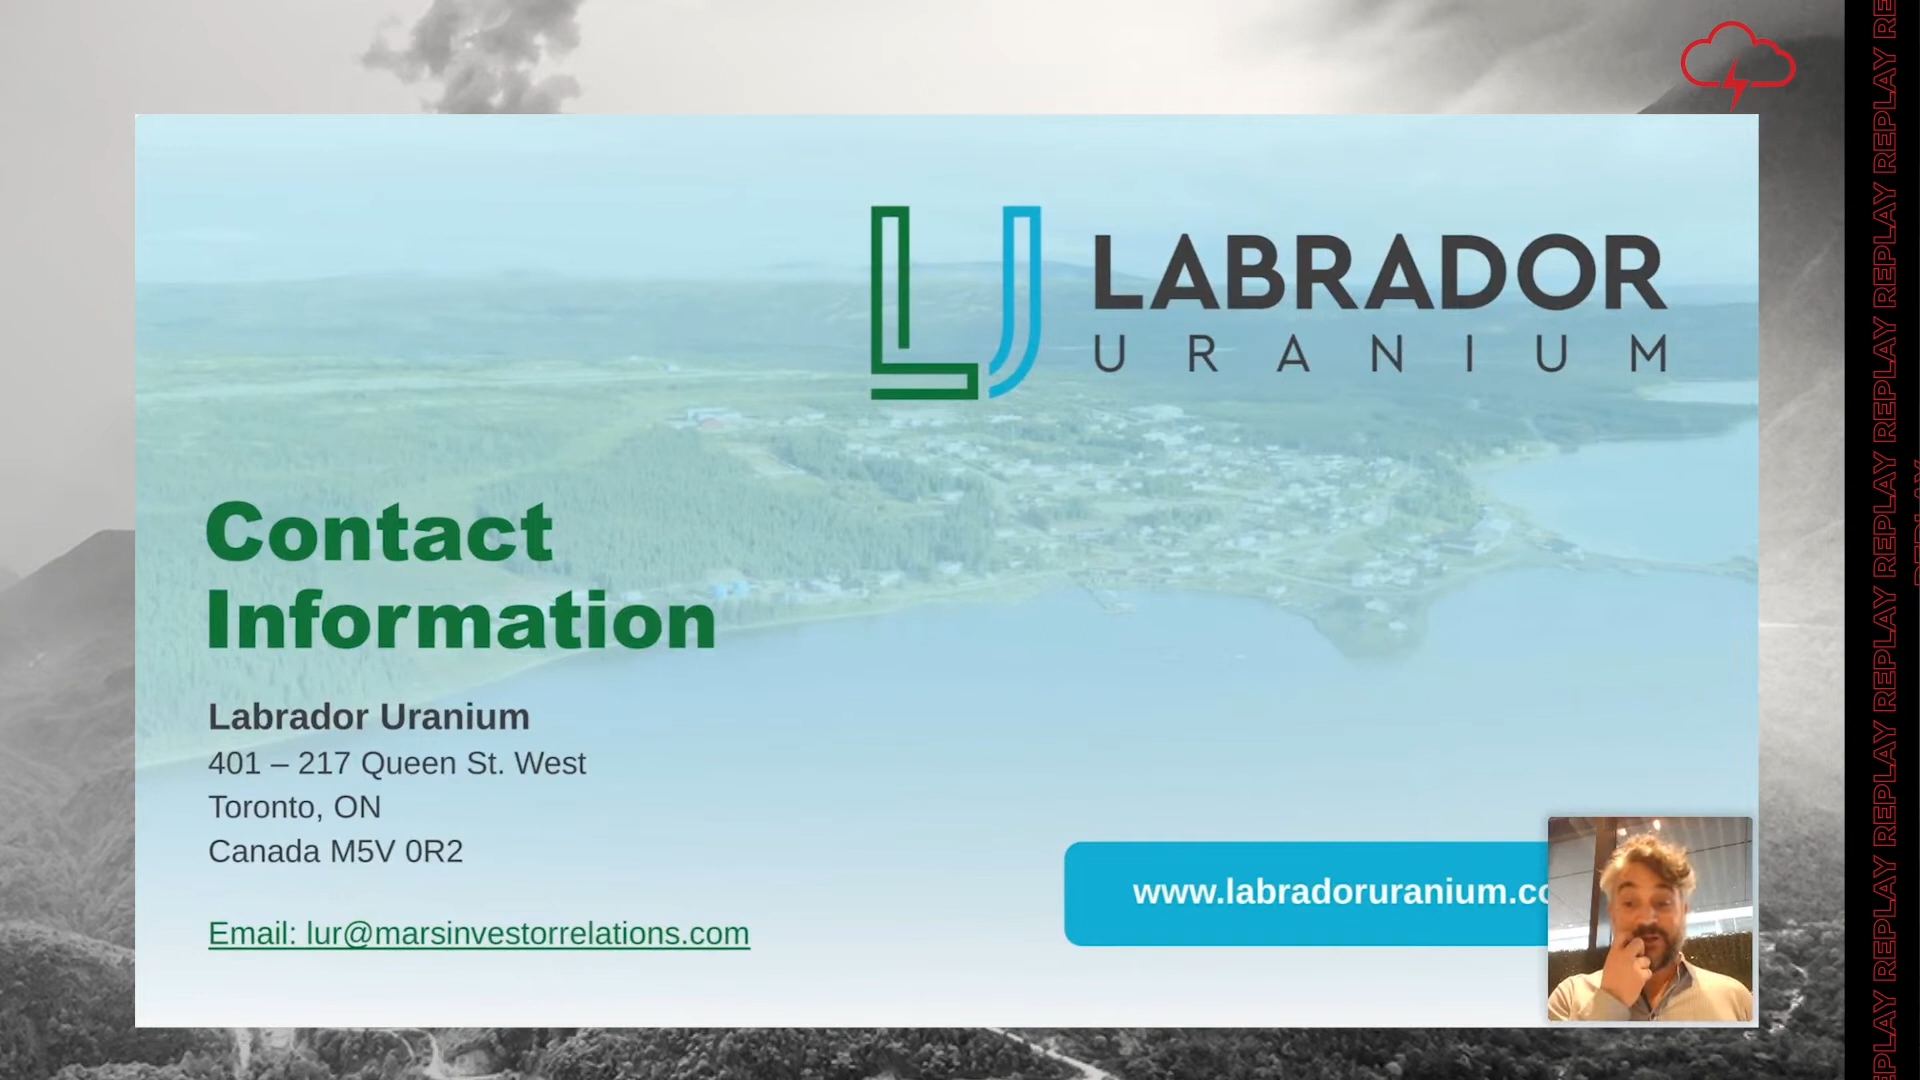 LABRADOR
URANIUM
Contact
Information
Labrador Uranium
401 – 217 Queen St. West
Toronto, ON
Canada M5V 0R2
Email: lur@marsinvestorrelations.com
www.labradoruranium.co
REPLAY REPLAY REPLAY REPLAY REPLAY REPLAY REPLAY
REPLAY